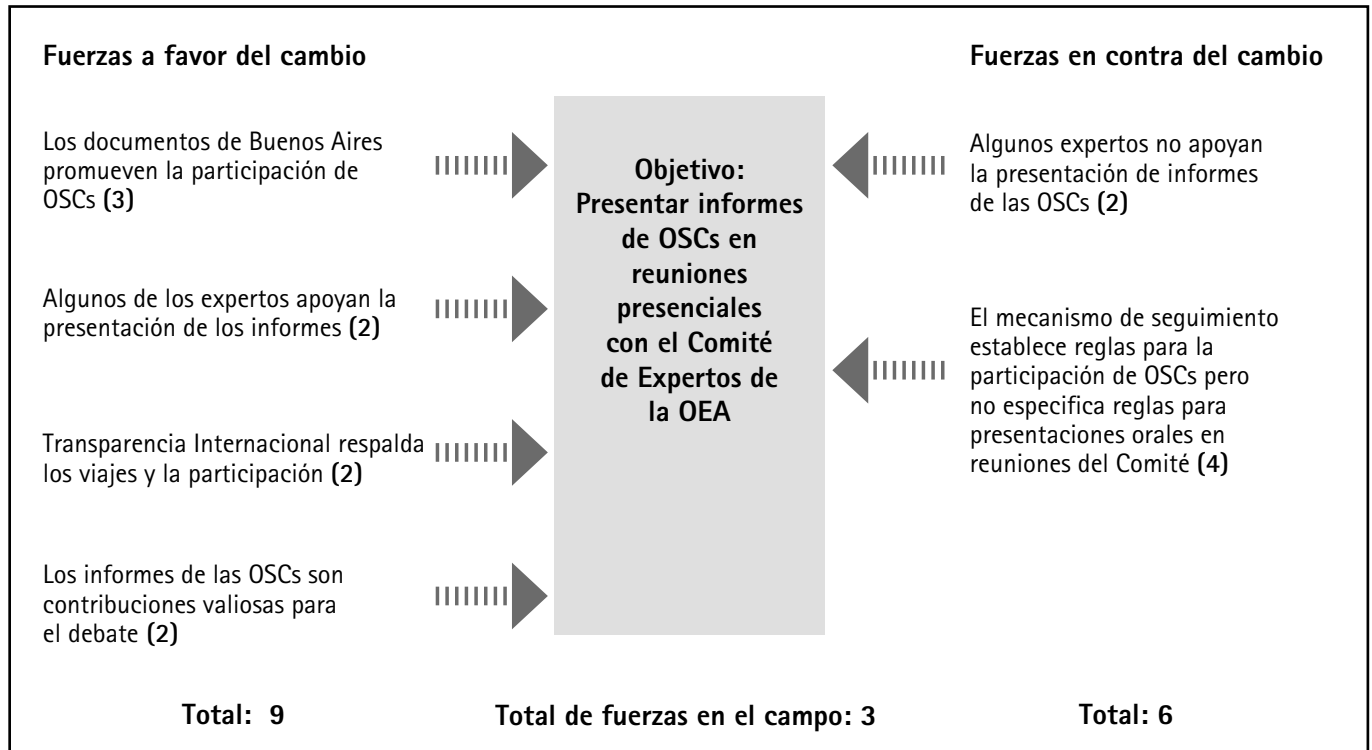 Fuerzas a favor del cambio
Los documentos de Buenos Aires
promueven la participación de
OSCs (3)
Algunos de los expertos apoyan la
presentación de los informes (2)
Transparencia Internacional respalda
los viajes y la participación (2)
Los informes de las OSCs son
contribuciones valiosas para
el debate (2)
Total: 9
Objetivo:
Presentar informes
de OSCs en
reuniones
presenciales
con el Comité
de Expertos de
la OEA
Total de fuerzas en el campo: 3
Fuerzas en contra del cambio
Algunos expertos no apoyan
la presentación de informes
de las OSCs (2)
El mecanismo de seguimiento
establece reglas para la
participación de OSCs pero
no especifica reglas para
presentaciones orales en
reuniones del Comité (4)
Total: 6